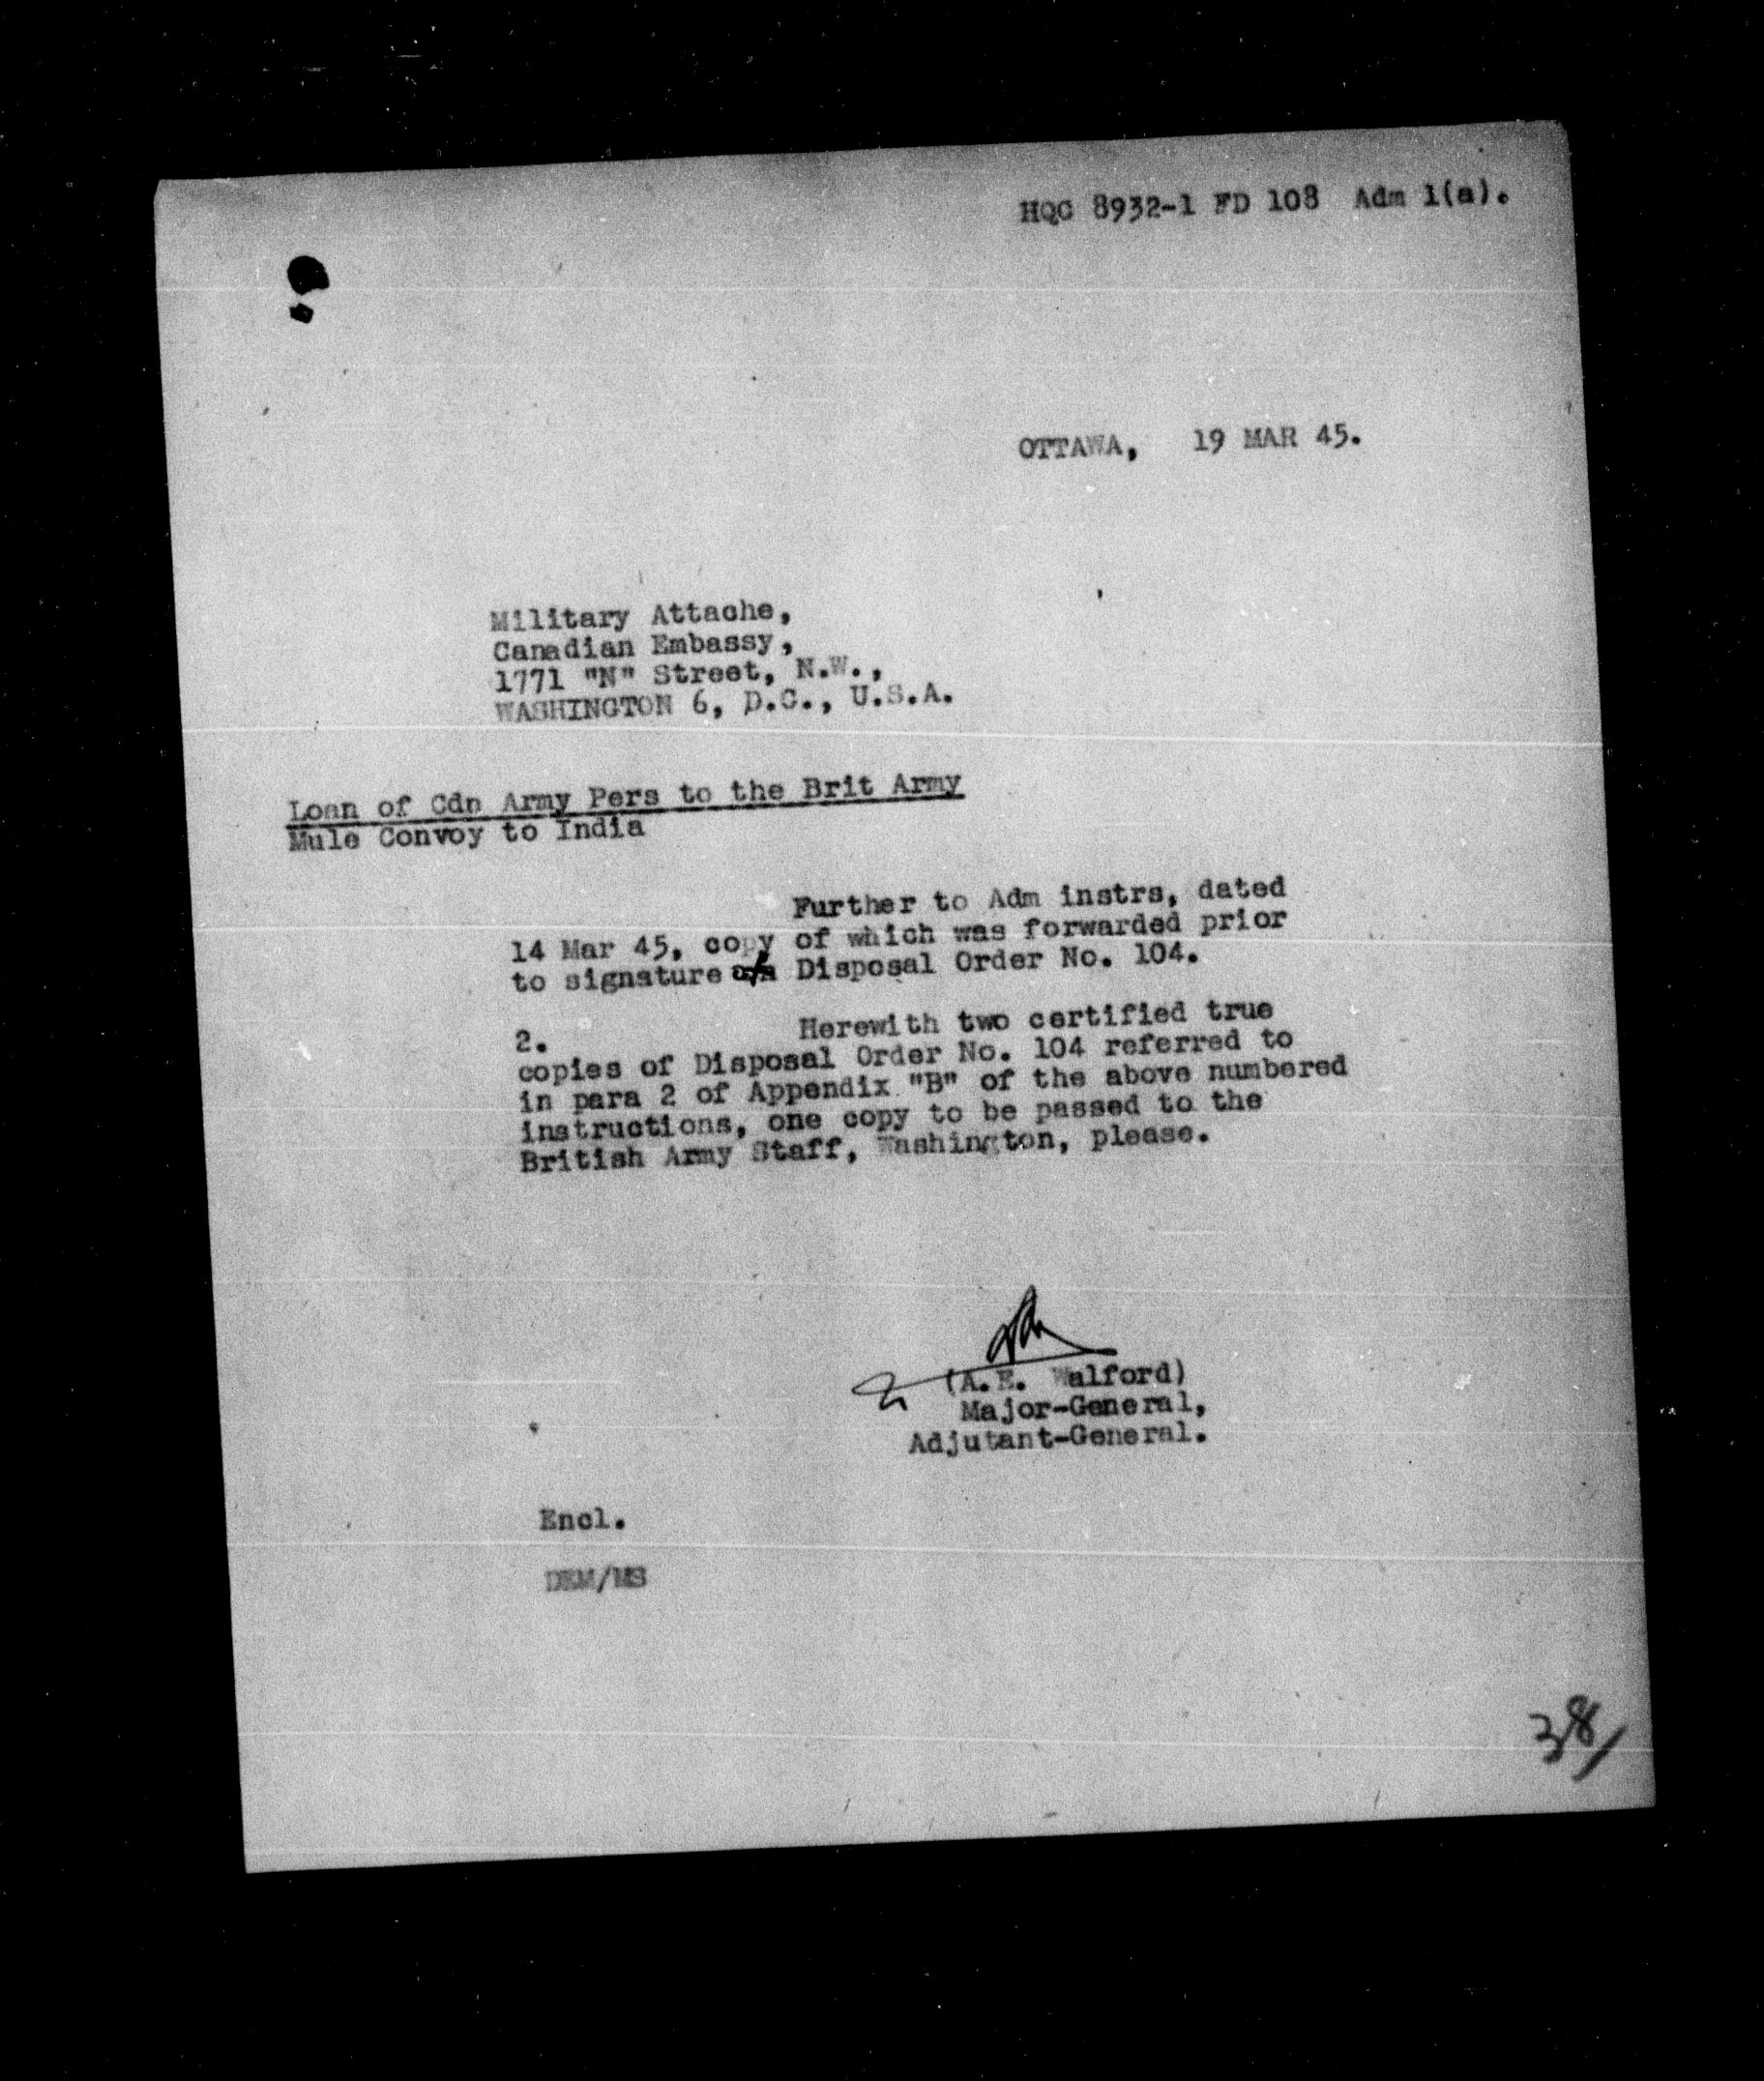 HQC 8932-1 FD 108 Adm 1(a).
OTTAWA, 19 MAR 45.
Military Attache,
Canadian Embassy,
1771 "N" Street, N.W.,
WASHINGTON 6, D.C., U.S.A.
Loan of Cdn Army Pers to the Brit Army
Mule Convoy to India
Further to Adm instrs, dated
14 Mar 45, copy of which was forwarded prior
to signature of Disposal Order No. 104.
2. Herewith two certified true
copies of Disposal Order No. 104 referred to
in para 2 of Appendix "B" of the above numbered
instructions, one copy to be passed to the
British Army Staff, Washington, please.
(A.E. Walford)
Major-General,
Adjutant-General.
Encl.
DEM/MS
38/